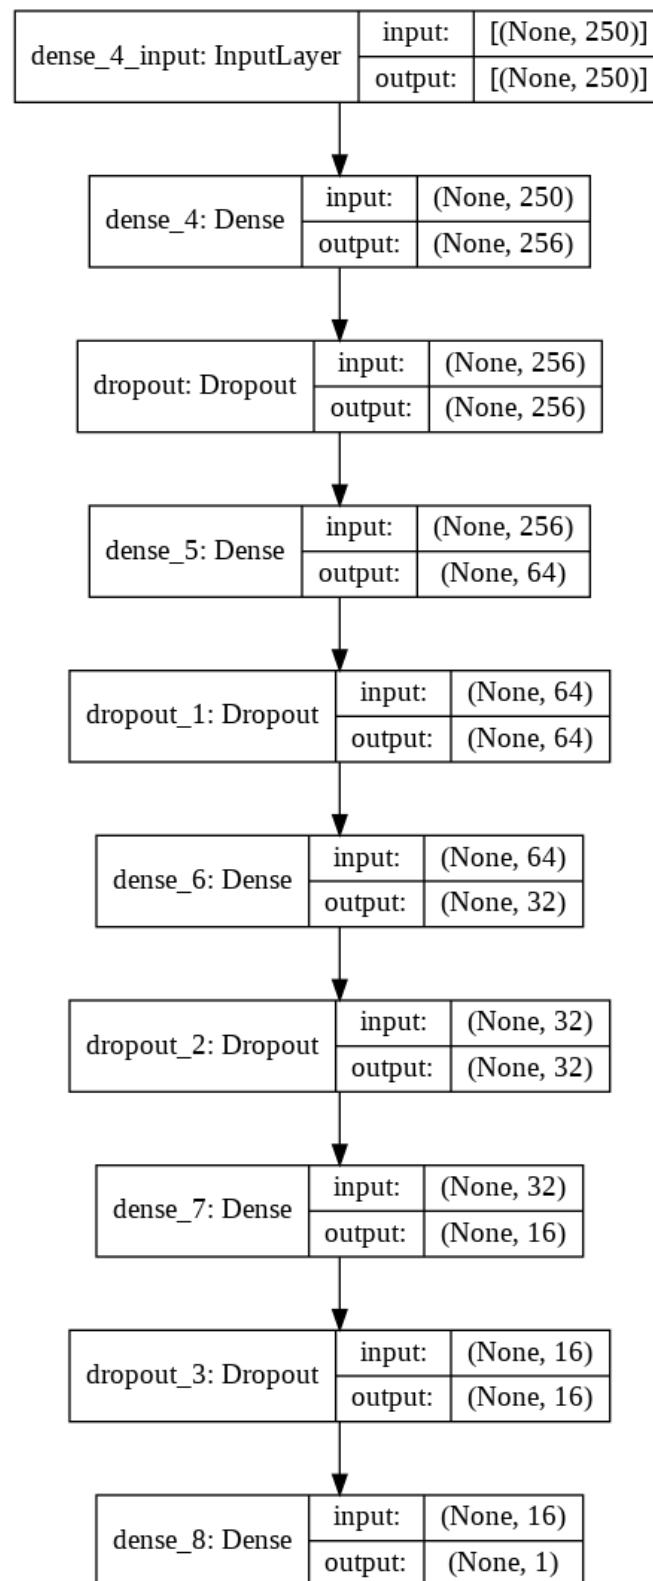 dense_4_input: InputLayer
input: [(None, 250)]
output: [(None, 250)]
dense_4: Dense
input: (None, 250)
output: (None, 256)
dropout: Dropout
input: (None, 256)
output: (None, 256)
dense_5: Dense
input: (None, 256)
output: (None, 64)
dropout_1: Dropout
input: (None, 64)
output: (None, 64)
dense_6: Dense
input: (None, 64)
output: (None, 32)
dropout_2: Dropout
input: (None, 32)
output: (None, 32)
dense_7: Dense
input: (None, 32)
output: (None, 16)
dropout_3: Dropout
input: (None, 16)
output: (None, 16)
dense_8: Dense
input: (None, 16)
output: (None, 1)